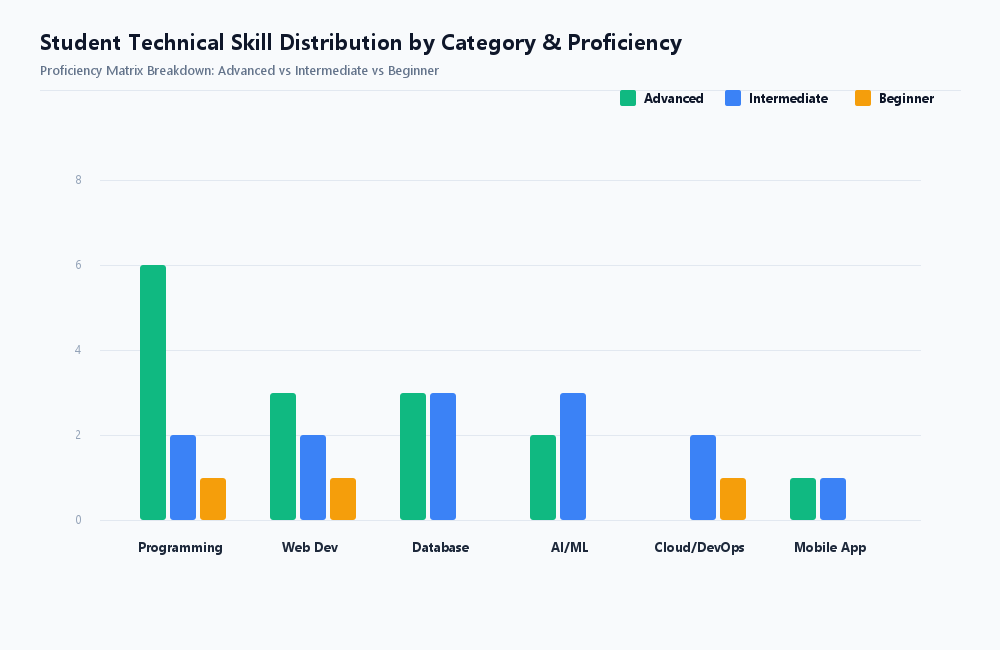 Student Technical Skill Distribution by Category & Proficiency
Proficiency Matrix Breakdown: Advanced vs Intermediate vs Beginner
Advanced Intermediate Beginner
8
6
4
2
0
Programming Web Dev Database AI/ML Cloud/DevOps Mobile App